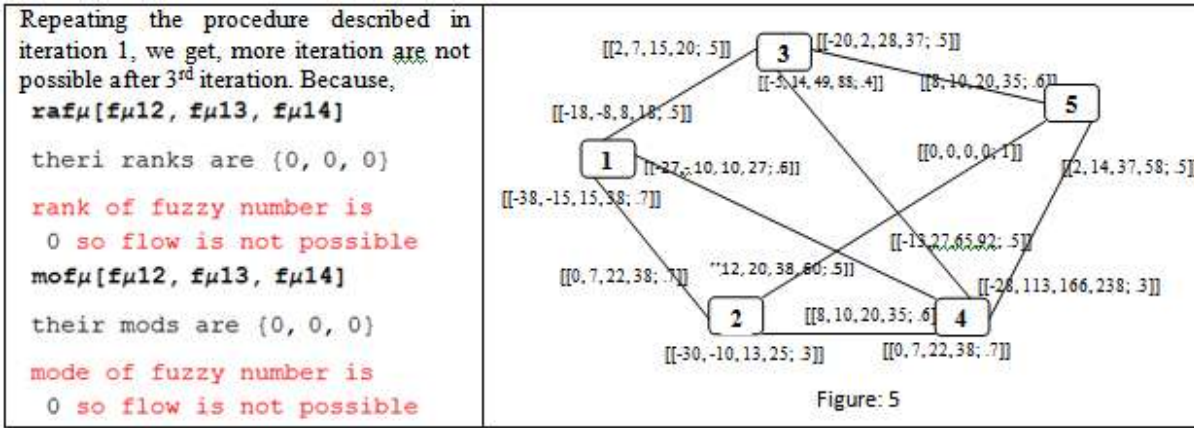 Repeating the procedure described in
iteration 1, we get, more iteration are not
possible after 3rd iteration. Because,
rafμ[fμ12, fμ13, fμ14]
theri ranks are {0, 0, 0}
rank of fuzzy number is
0 so flow is not possible
mofμ[fμ12, fμ13, fμ14]
their mods are {0, 0, 0}
mode of fuzzy number is
0 so flow is not possible
[[2, 7, 15, 20; .5]]
3
[[-20, 2, 28, 37; .5]]
[[-5, 14, 49, 88; .4]]
[[8, 10, 20, 35; .6]]
5
[[-18, -8, 8, 18; .5]]
1
[[-27, -10, 10, 27; .6]]
[[0, 0, 0, 0; 1]]
[[2, 14, 37, 58; .5]]
[[-38, -15, 15, 38; .7]]
[[-13, 27, 65, 92; .5]]
[[0, 7, 22, 38; .7]]
12, 20, 38, 60; .5]]
[[-28, 113, 166, 238; .3]]
2
[[8, 10, 20, 35; .6]
4
[[-30, -10, 13, 25; .3]]
[[0, 7, 22, 38; .7]]
Figure: 5